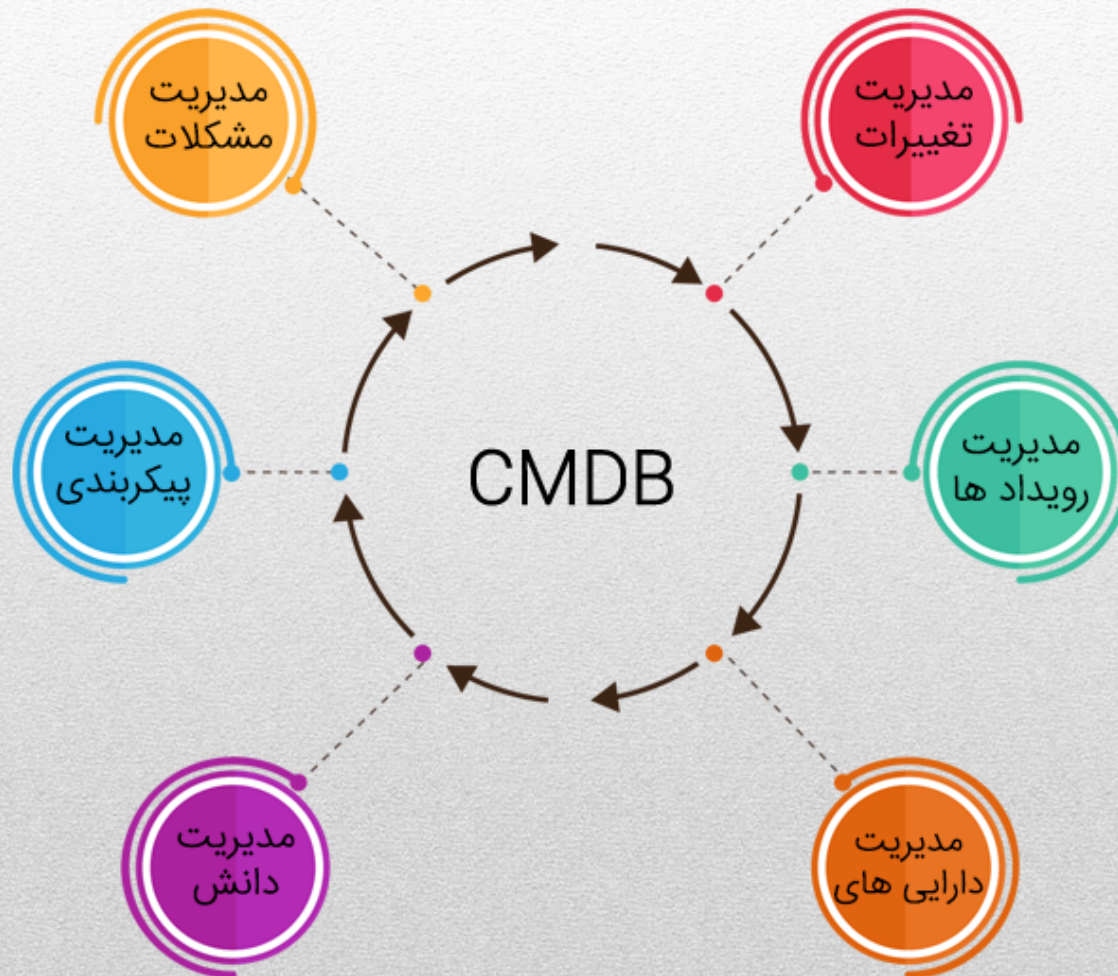 مدیریت
تغییرات
مدیریت
مشکلات
مدیریت
رویداد ها
CMDB
مدیریت
پیکربندی
مدیریت
دارایی های
مدیریت
دانش